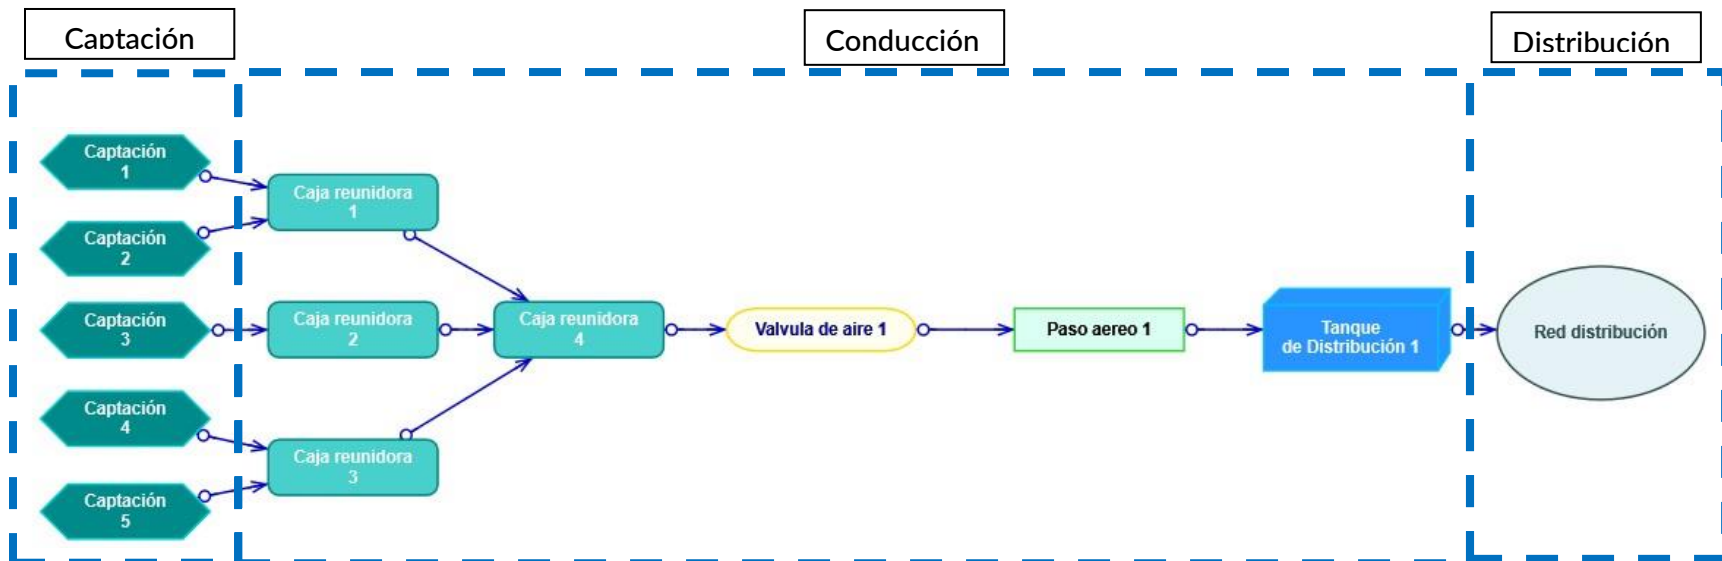 Captación
Conducción
Distribución
Captación
1
Captación
2
Captación
3
Captación
4
Captación
5
Caja reunidora
1
Caja reunidora
2
Caja reunidora
3
Caja reunidora
4
Valvula de aire 1
Paso aereo 1
Tanque
de Distribución 1
Red distribución